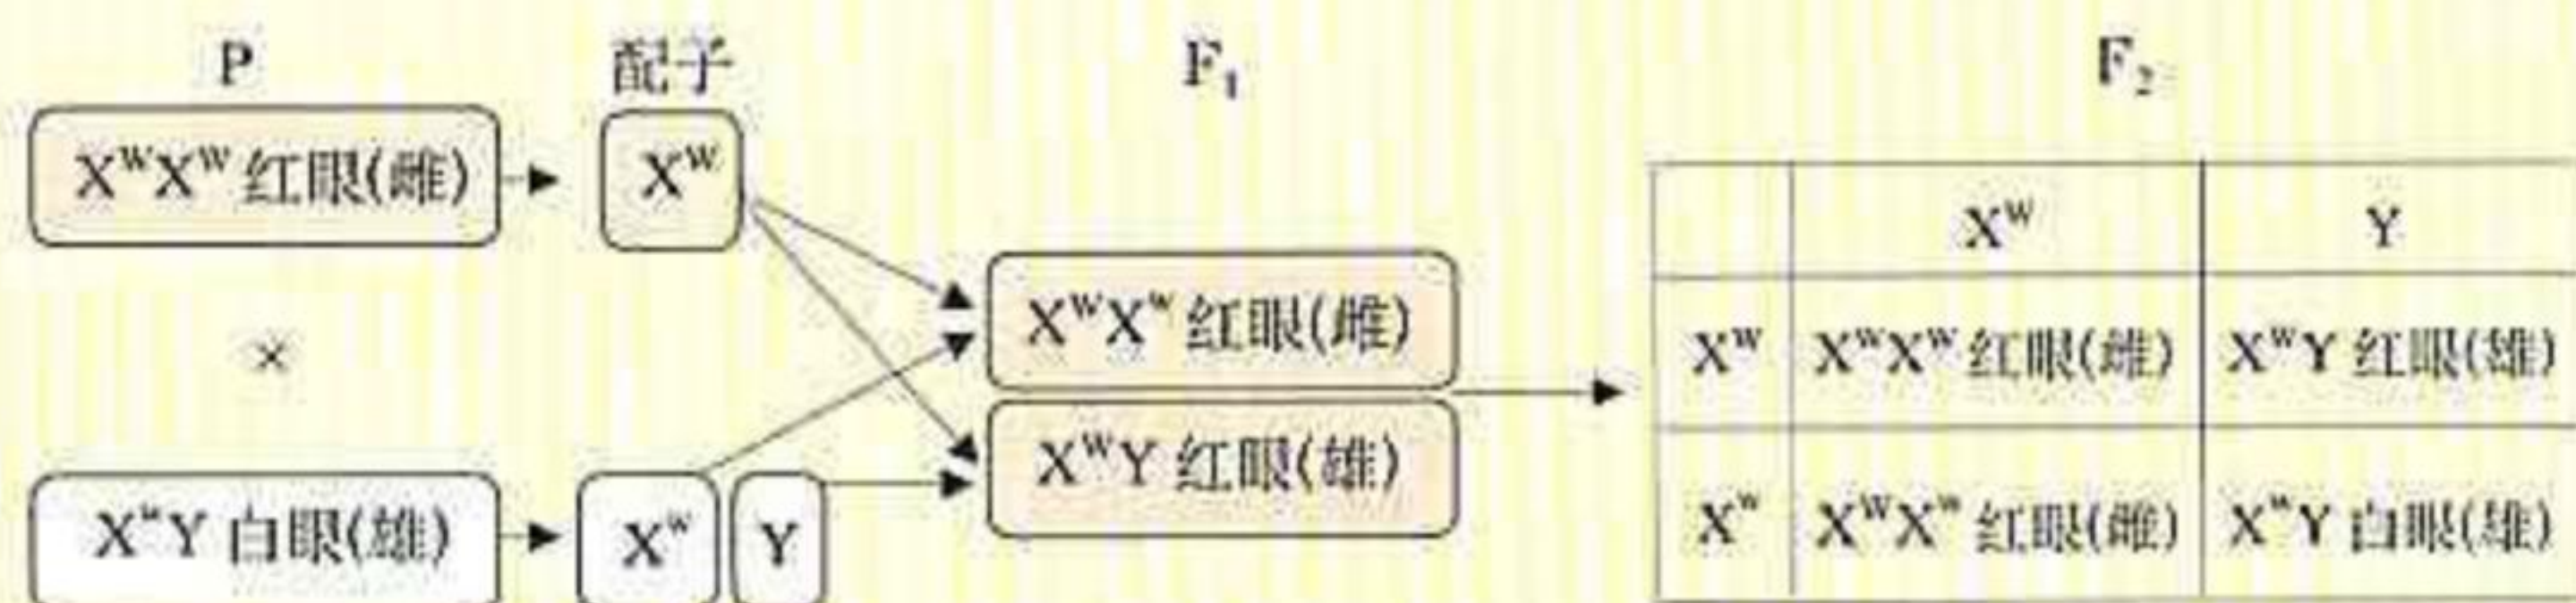 P 配子 F₁ F₂
XᵂXᵂ 红眼(雌) Xᵂ
Xᵂ Y
×
XᵂXʷ 红眼(雌)
Xᵂ XᵂXᵂ 红眼(雌) XᵂY 红眼(雄)
XᵂY 红眼(雄)
XʷY 白眼(雄) Xʷ Y
Xʷ XᵂXʷ 红眼(雌) XʷY 白眼(雄)